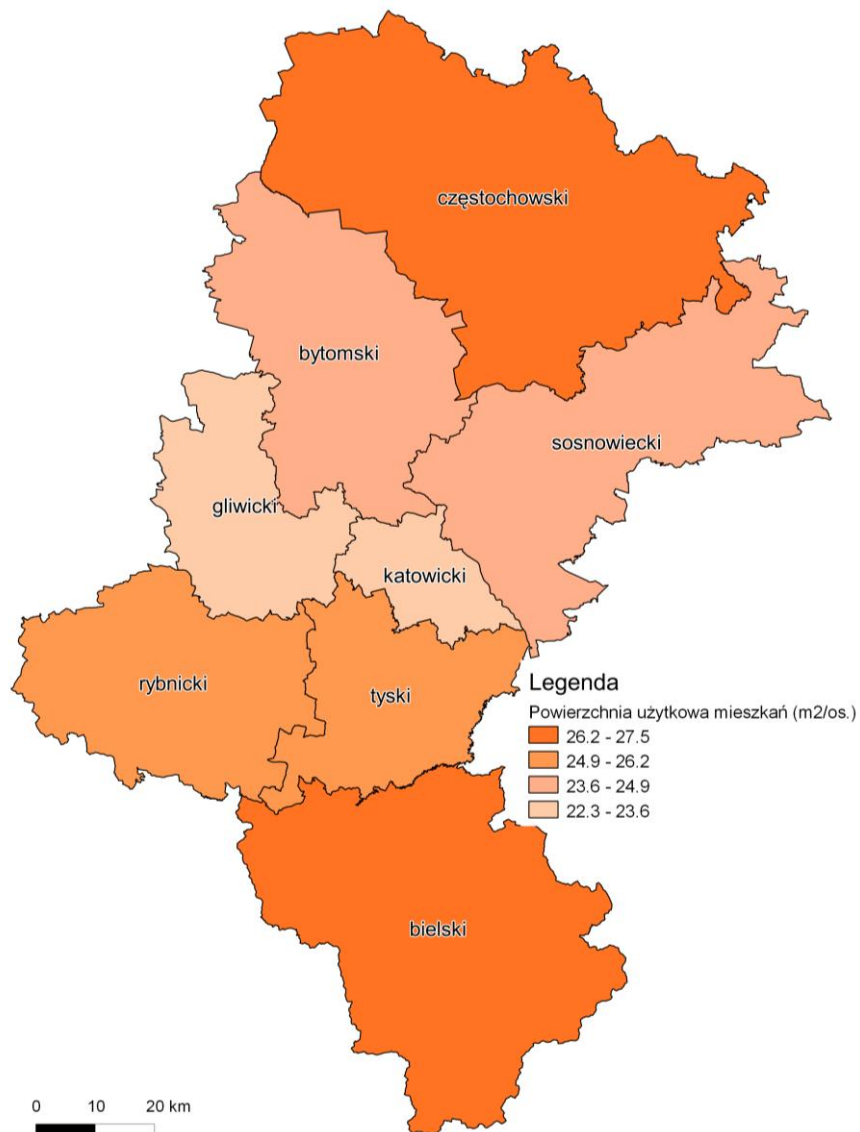 częstochowski
bytomski
sosnowiecki
gliwicki
katowicki
rybnicki
tyski
Legenda
Powierzchnia użytkowa mieszkań (m2/os.)
26.2 - 27.5
24.9 - 26.2
23.6 - 24.9
22.3 - 23.6
bielski
0 10 20 km